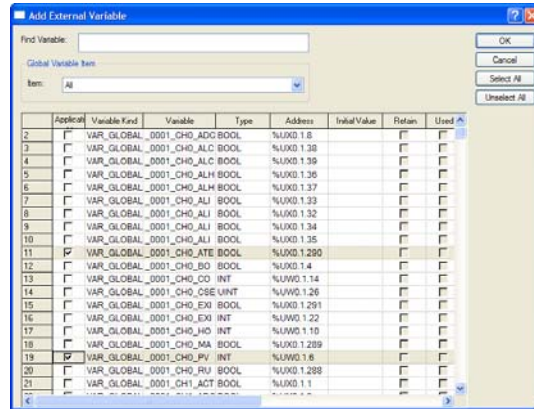 Add External Variable
Find Variable:
OK
Cancel
Select All
Unselect All
Global Variable Item
Item: All
Applicati Variable Kind Variable Type Address Initial Value Retain Used
2 VAR_GLOBAL _0001_CH0_ADC BOOL %UX0.1.8
3 VAR_GLOBAL _0001_CH0_ALC BOOL %UX0.1.38
4 VAR_GLOBAL _0001_CH0_ALC BOOL %UX0.1.39
5 VAR_GLOBAL _0001_CH0_ALH BOOL %UX0.1.36
6 VAR_GLOBAL _0001_CH0_ALH BOOL %UX0.1.37
7 VAR_GLOBAL _0001_CH0_ALI BOOL %UX0.1.33
8 VAR_GLOBAL _0001_CH0_ALI BOOL %UX0.1.32
9 VAR_GLOBAL _0001_CH0_ALI BOOL %UX0.1.34
10 VAR_GLOBAL _0001_CH0_ALI BOOL %UX0.1.35
11 VAR_GLOBAL _0001_CH0_ATE BOOL %UX0.1.290
12 VAR_GLOBAL _0001_CH0_BO BOOL %UX0.1.4
13 VAR_GLOBAL _0001_CH0_CO INT %UW0.1.14
14 VAR_GLOBAL _0001_CH0_CSE UINT %UW0.1.26
15 VAR_GLOBAL _0001_CH0_EXI BOOL %UX0.1.291
16 VAR_GLOBAL _0001_CH0_EXI INT %UW0.1.22
17 VAR_GLOBAL _0001_CH0_HO INT %UW0.1.10
18 VAR_GLOBAL _0001_CH0_MA BOOL %UX0.1.289
19 VAR_GLOBAL _0001_CH0_PV INT %UW0.1.6
20 VAR_GLOBAL _0001_CH0_RU BOOL %UX0.1.288
21 VAR_GLOBAL _0001_CH1_ACT BOOL %UX0.1.1